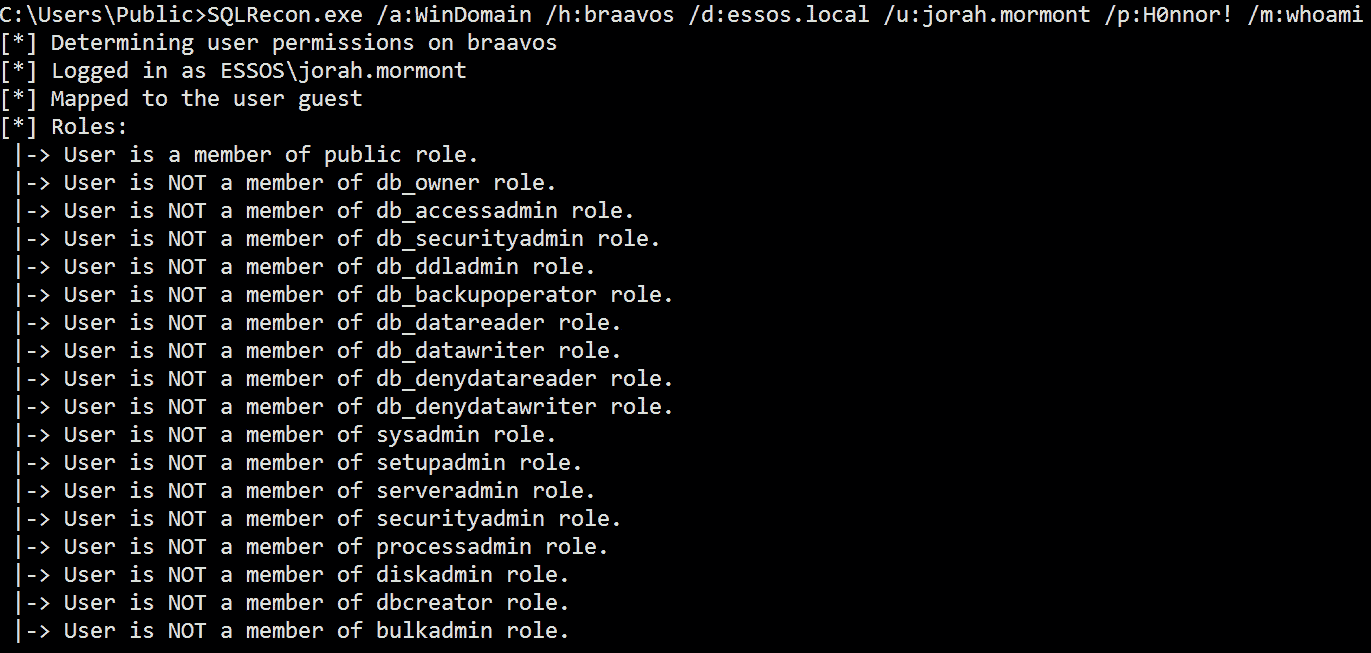 C:\Users\Public>SQLRecon.exe /a:WinDomain /h:braavos /d:essos.local /u:jorah.mormont /p:H0nnor! /m:whoami
[*] Determining user permissions on braavos
[*] Logged in as ESSOS\jorah.mormont
[*] Mapped to the user guest
[*] Roles:
 |-> User is a member of public role.
 |-> User is NOT a member of db_owner role.
 |-> User is NOT a member of db_accessadmin role.
 |-> User is NOT a member of db_securityadmin role.
 |-> User is NOT a member of db_ddladmin role.
 |-> User is NOT a member of db_backupoperator role.
 |-> User is NOT a member of db_datareader role.
 |-> User is NOT a member of db_datawriter role.
 |-> User is NOT a member of db_denydatareader role.
 |-> User is NOT a member of db_denydatawriter role.
 |-> User is NOT a member of sysadmin role.
 |-> User is NOT a member of setupadmin role.
 |-> User is NOT a member of serveradmin role.
 |-> User is NOT a member of securityadmin role.
 |-> User is NOT a member of processadmin role.
 |-> User is NOT a member of diskadmin role.
 |-> User is NOT a member of dbcreator role.
 |-> User is NOT a member of bulkadmin role.